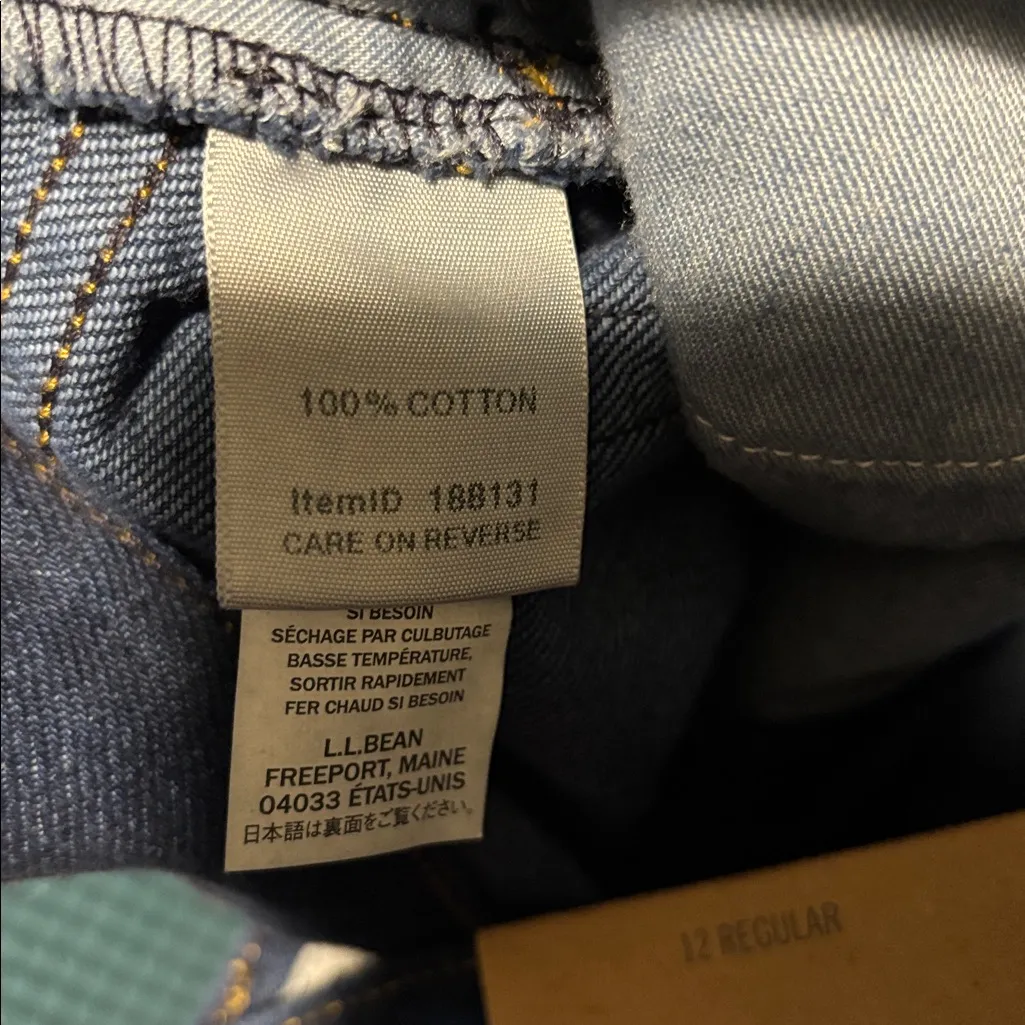 100% COTTON
ItemID 188131
CARE ON REVERSE
SI BESOIN
SÉCHAGE PAR CULBUTAGE
BASSE TEMPÉRATURE,
SORTIR RAPIDEMENT
FER CHAUD SI BESOIN
L.L.BEAN
FREEPORT, MAINE
04033 ÉTATS-UNIS
日本語は裏面をご覧ください。
12 REGULAR